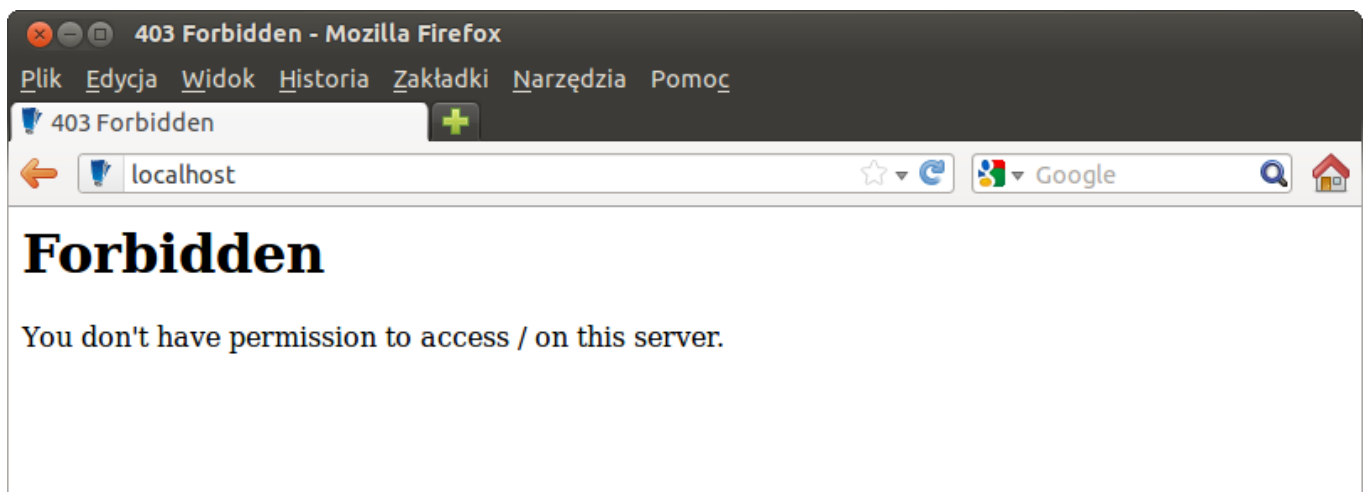 403 Forbidden - Mozilla Firefox
Plik Edycja Widok Historia Zakładki Narzędzia Pomoc
403 Forbidden
localhost Google
Forbidden
You don't have permission to access / on this server.